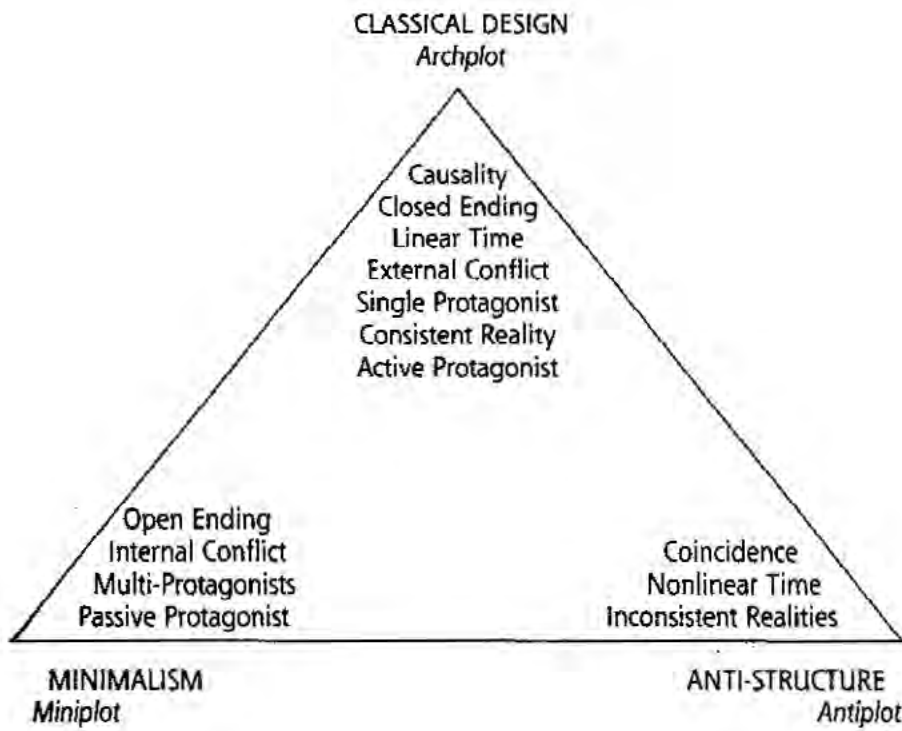 CLASSICAL DESIGN
Archplot
Causality
Closed Ending
Linear Time
External Conflict
Single Protagonist
Consistent Reality
Active Protagonist
Open Ending
Internal Conflict
Multi-Protagonists
Passive Protagonist
Coincidence
Nonlinear Time
Inconsistent Realities
MINIMALISM
Miniplot
ANTI-STRUCTURE
Antiplot